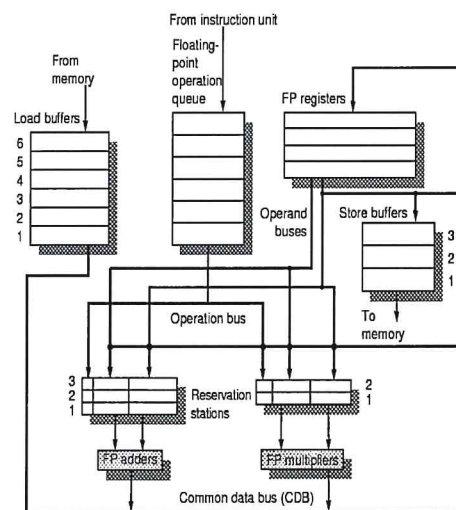 From instruction unit
From
memory
Floating-
point
operation
queue
FP registers
Load buffers
6
5
4
3
2
1
Operand
buses
Store buffers
3
2
1
To
memory
Operation bus
3
2
1
Reservation
stations
2
1
FP adders
FP multipliers
Common data bus (CDB)